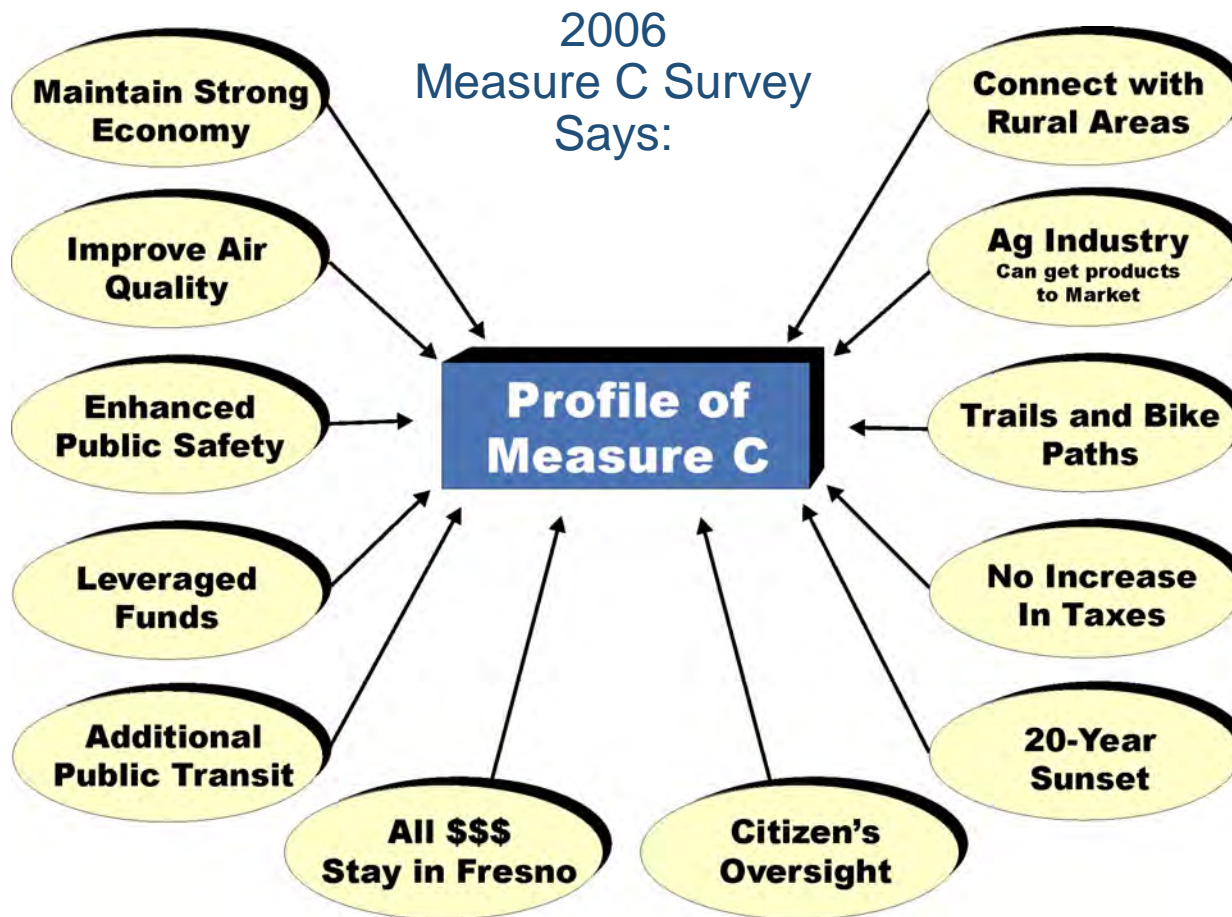 2006
Measure C Survey
Says:
Maintain Strong
Economy
Improve Air
Quality
Enhanced
Public Safety
Leveraged
Funds
Additional
Public Transit
All $$$
Stay in Fresno
Citizen’s
Oversight
Profile of
Measure C
Connect with
Rural Areas
Ag Industry
Can get products
to Market
Trails and Bike
Paths
No Increase
In Taxes
20-Year
Sunset